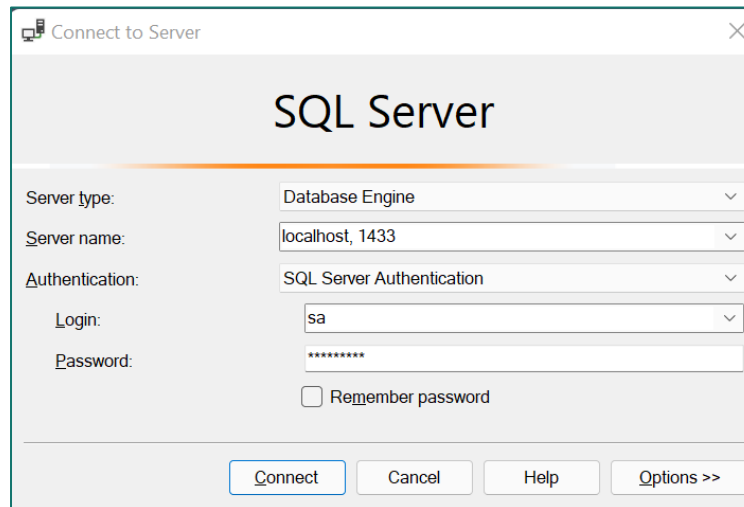 Connect to Server
SQL Server
Server type: Database Engine
Server name: localhost, 1433
Authentication: SQL Server Authentication
Login: sa
Password: *********
Remember password
Connect Cancel Help Options >>